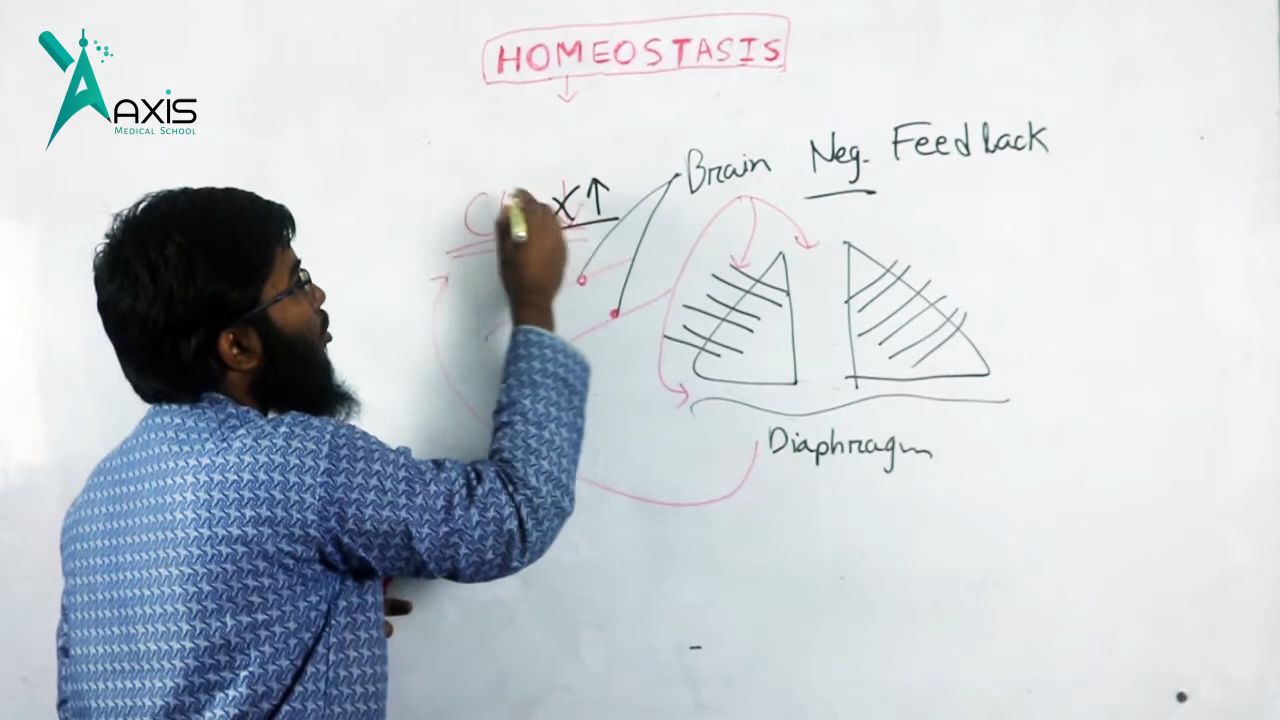 AXIS
MEDICAL SCHOOL
HOMEOSTASIS
Brain Neg. Feedback
Diaphragm